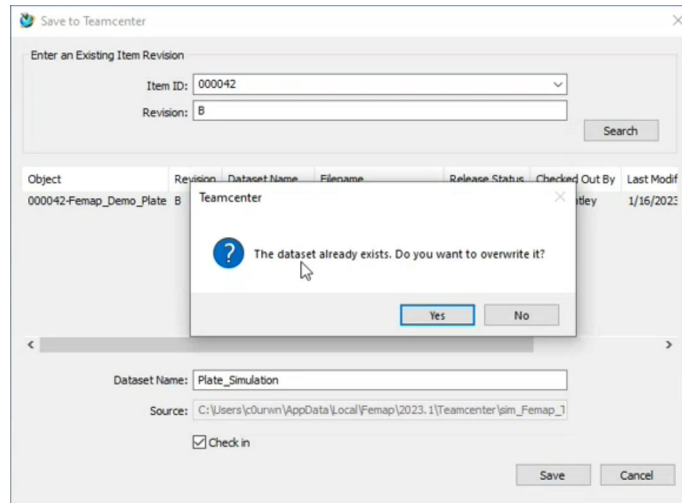 Save to Teamcenter
Enter an Existing Item Revision
Item ID: 000042
Revision: B
Search
Object Revision Dataset Name Filename Release Status Checked Out By Last Modif
000042-Femap_Demo_Plate B 1/16/2023
Teamcenter
The dataset already exists. Do you want to overwrite it?
Yes No
Dataset Name: Plate_Simulation
Source: C:\Users\c0urwn\AppData\Local\Femap\2023.1\Teamcenter\sim_Femap_T
Check in
Save Cancel